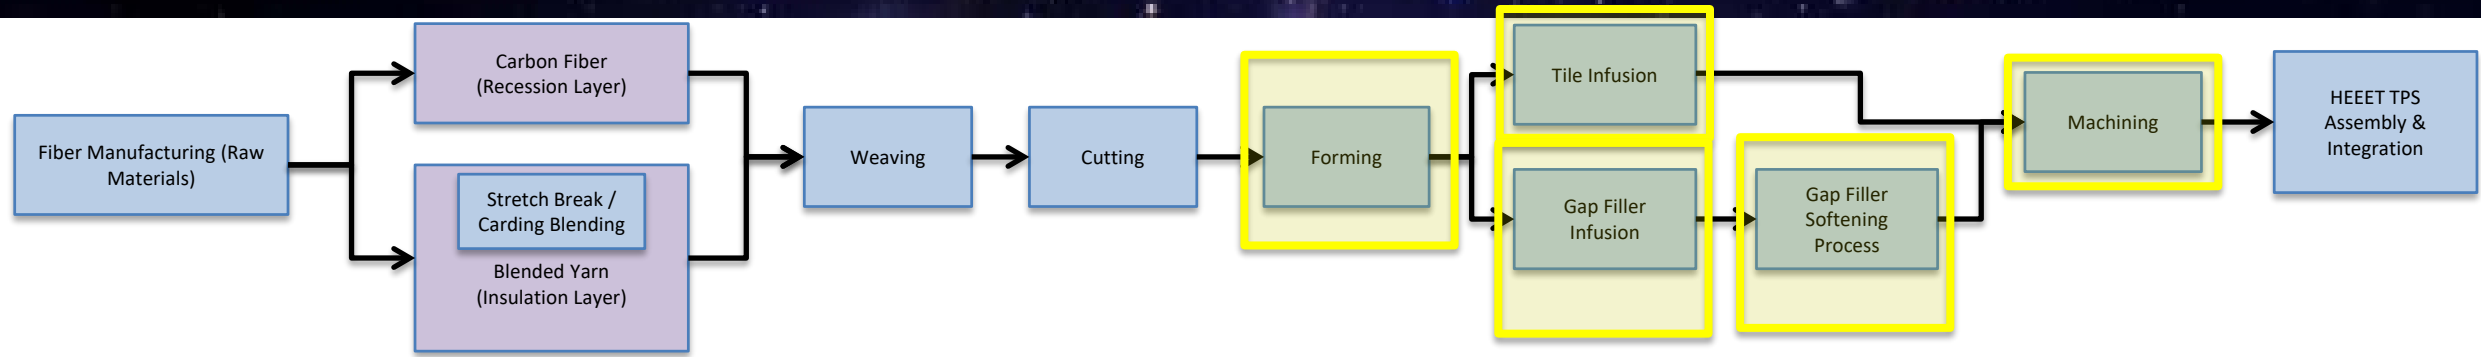 Fiber Manufacturing (Raw
Materials)
Carbon Fiber
(Recession Layer)
Stretch Break /
Carding Blending
Blended Yarn
(Insulation Layer)
Weaving
Cutting
Forming
Tile Infusion
Gap Filler
Infusion
Gap Filler
Softening
Process
Machining
HEEET TPS
Assembly &
Integration